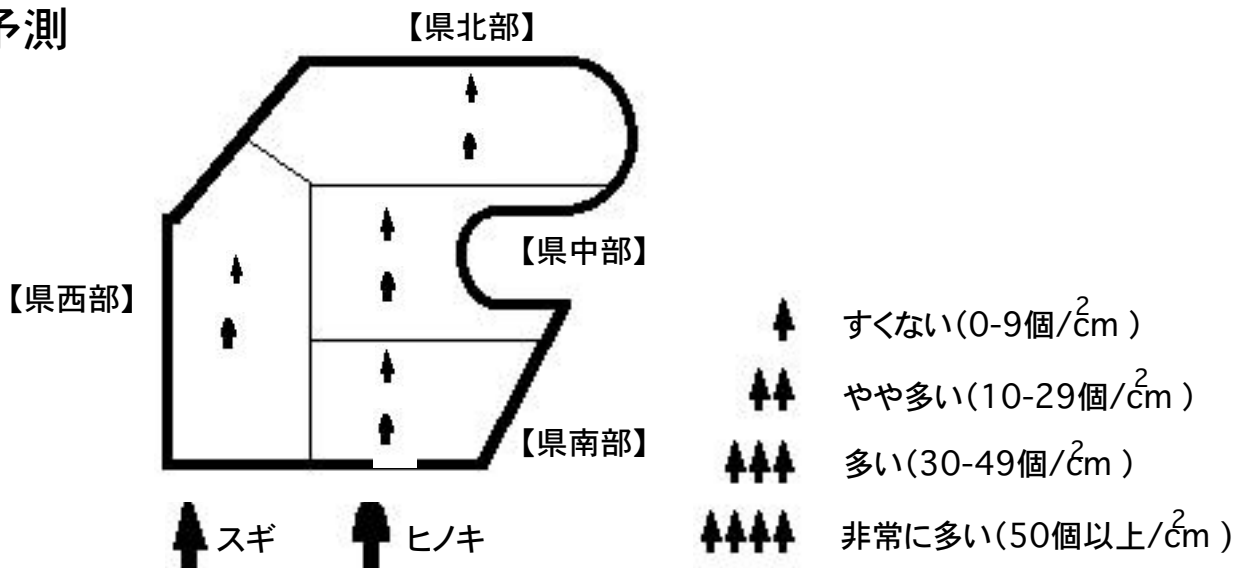 予測
【県北部】
【県中部】
【県西部】
【県南部】
すくない(0-9個/cm2)
やや多い(10-29個/cm2)
多い(30-49個/cm2)
非常に多い(50個以上/cm2)
スギ
ヒノキ